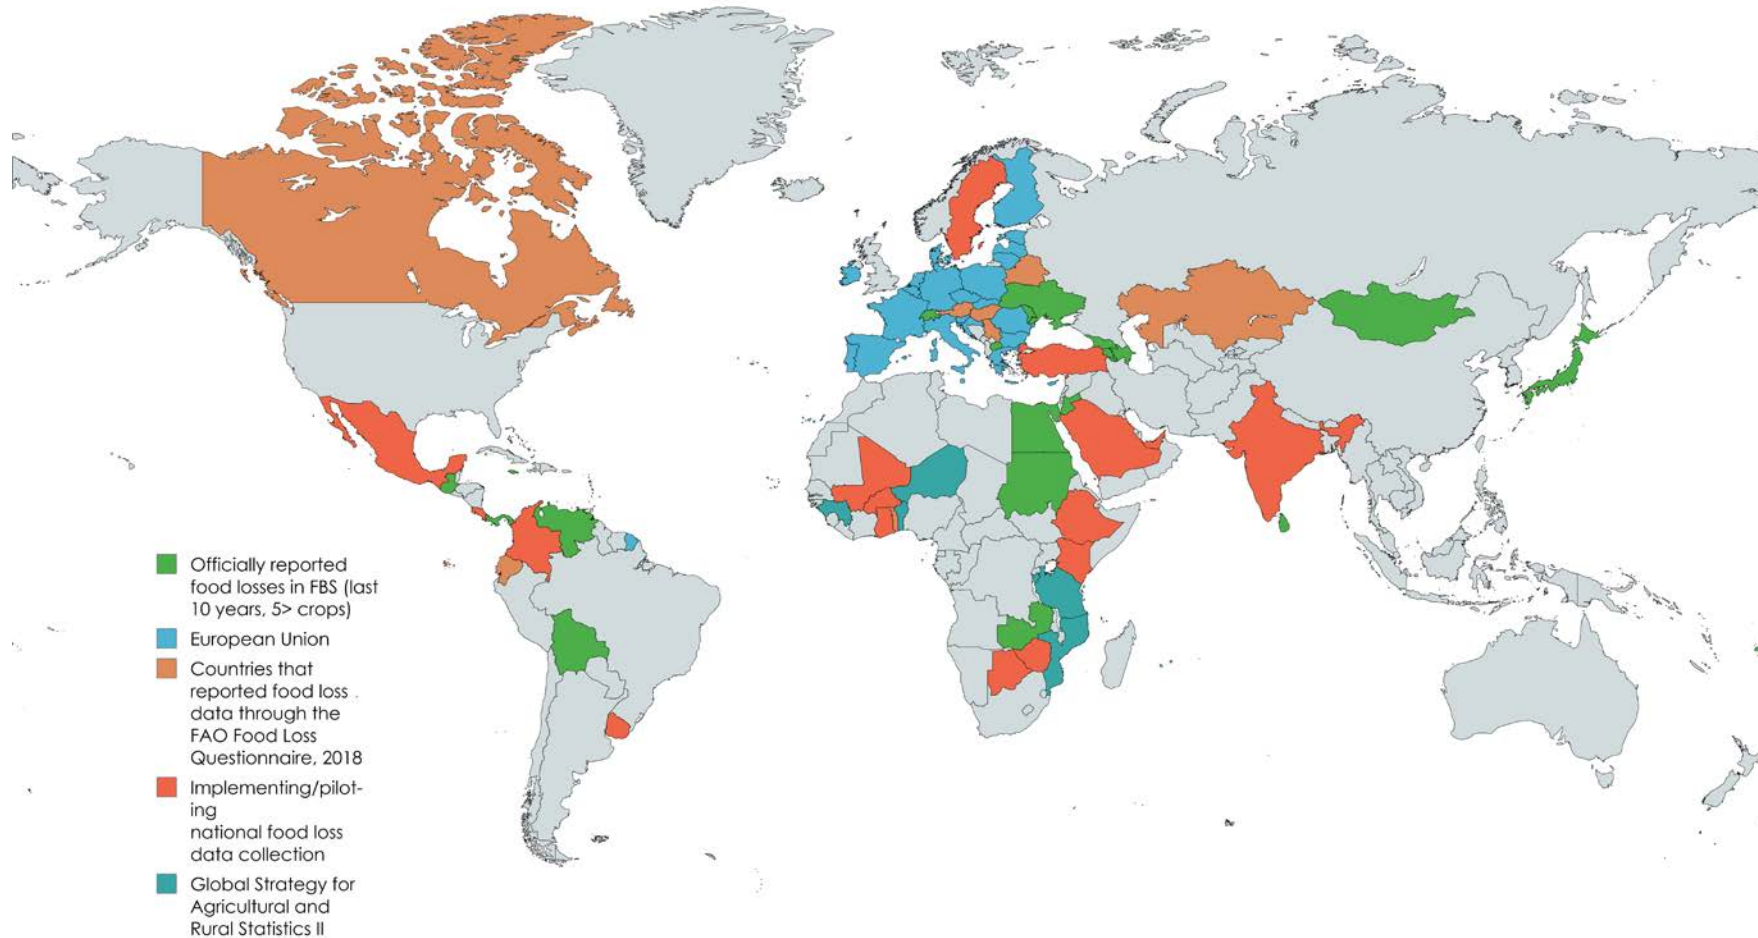 Officially reported
food losses in FBS (last
10 years, 5> crops)
European Union
Countries that
reported food loss .
data through the
FAO Food Loss
Questionnaire, 2018
Implementing/pilot-
ing
national food loss
data collection
Global Strategy for
Agricultural and
Rural Statistics II